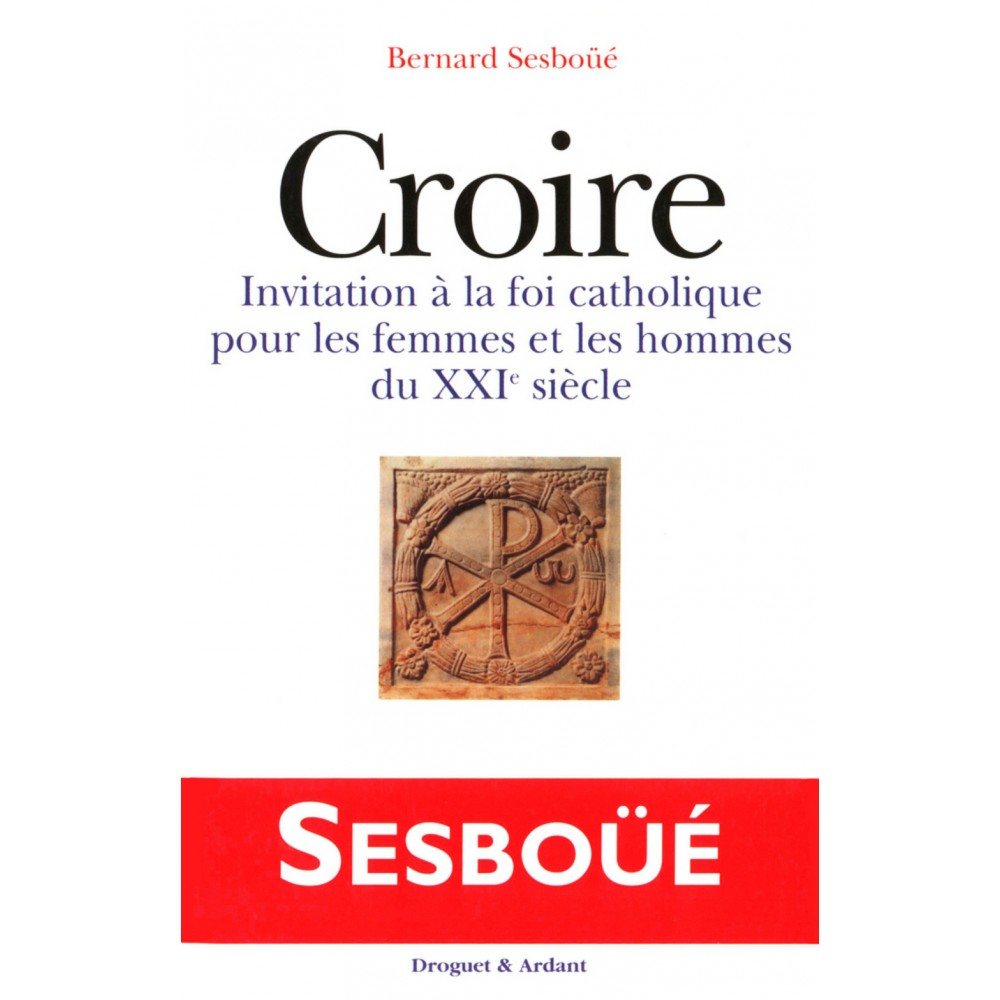 Bernard Sesboüé
Croire
Invitation à la foi catholique
pour les femmes et les hommes
du XXIe siècle
SESBOÜÉ
Droguet & Ardant